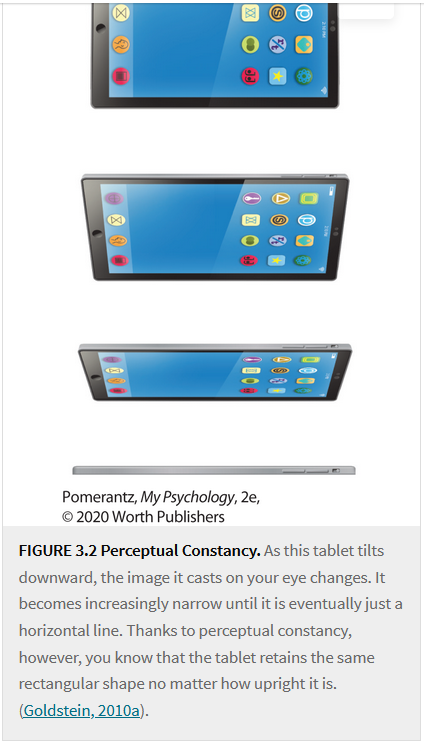 Pomerantz, My Psychology, 2e,
© 2020 Worth Publishers
FIGURE 3.2 Perceptual Constancy. As this tablet tilts
downward, the image it casts on your eye changes. It
becomes increasingly narrow until it is eventually just a
horizontal line. Thanks to perceptual constancy,
however, you know that the tablet retains the same
rectangular shape no matter how upright it is.
(Goldstein, 2010a).